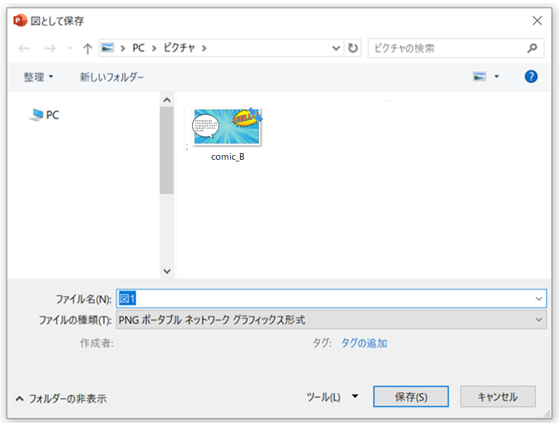 図として保存
PC > ピクチャ >
ピクチャの検索
整理
新しいフォルダー
PC
comic_B
ファイル名(N):
図1
ファイルの種類(T):
PNG ポータブル ネットワーク グラフィックス形式
作成者:
タグ:
タグの追加
フォルダーの非表示
ツール(L)
保存(S)
キャンセル